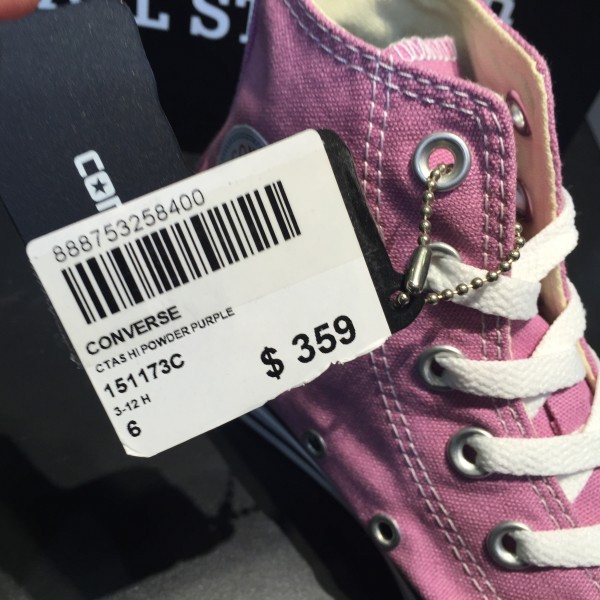 888753258400
CONVERSE
CTAS HI POWDER PURPLE
151173C
3-12 H
6
$ 359